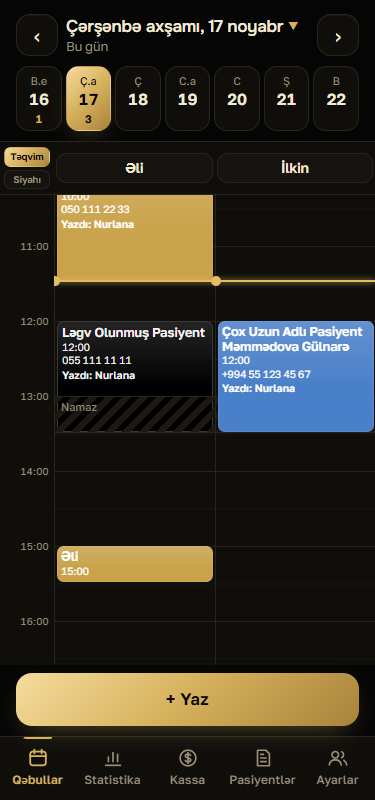 ‹
Çərşənbə axşamı, 17 noyabr ▼
Bu gün
›
B.e
16
1
Ç.a
17
3
Ç
18
C.a
19
C
20
Ş
21
B
22
Təqvim
Siyahı
Əli
İlkin
10:00
050 111 22 33
Yazdı: Nurlana
11:00
12:00
Ləğv Olunmuş Pasiyent
12:00
055 111 11 11
Yazdı: Nurlana
Çox Uzun Adlı Pasiyent
Məmmədova Gülnarə
12:00
+994 55 123 45 67
Yazdı: Nurlana
13:00
Namaz
14:00
15:00
Əli
15:00
16:00
+ Yaz
Qəbullar
Statistika
Kassa
Pasiyentlər
Ayarlar